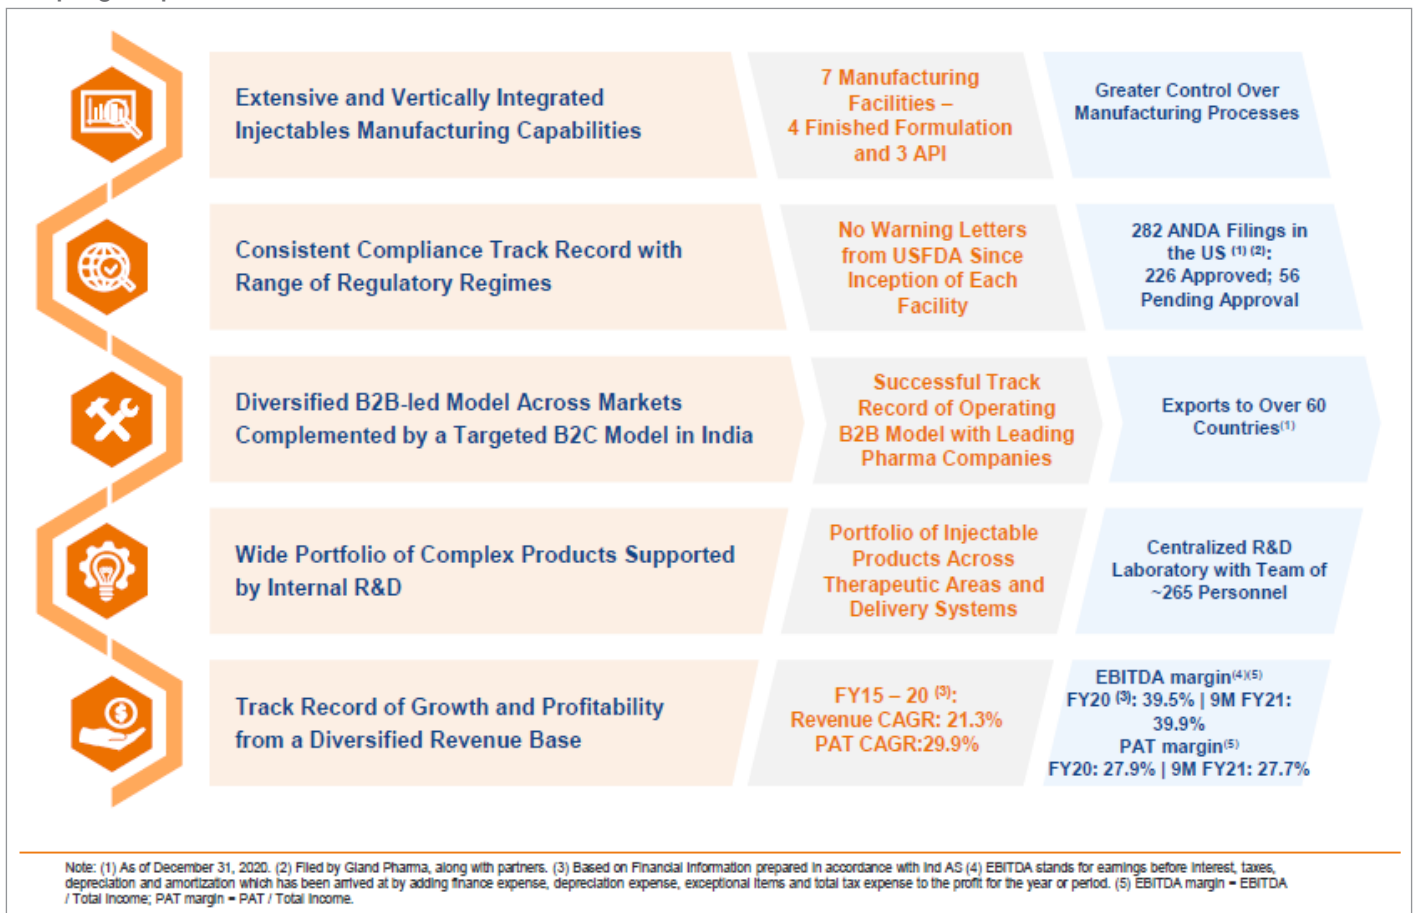 Extensive and Vertically Integrated
Injectables Manufacturing Capabilities
7 Manufacturing
Facilities –
4 Finished Formulation
and 3 API
Greater Control Over
Manufacturing Processes
Consistent Compliance Track Record with
Range of Regulatory Regimes
No Warning Letters
from USFDA Since
Inception of Each
Facility
282 ANDA Filings in
the US (1) (2):
226 Approved; 56
Pending Approval
Diversified B2B-led Model Across Markets
Complemented by a Targeted B2C Model in India
Successful Track
Record of Operating
B2B Model with Leading
Pharma Companies
Exports to Over 60
Countries(1)
Wide Portfolio of Complex Products Supported
by Internal R&D
Portfolio of Injectable
Products Across
Therapeutic Areas and
Delivery Systems
Centralized R&D
Laboratory with Team of
~265 Personnel
Track Record of Growth and Profitability
from a Diversified Revenue Base
FY15 – 20 (3):
Revenue CAGR: 21.3%
PAT CAGR:29.9%
EBITDA margin(4)(5)
FY20 (3): 39.5% | 9M FY21:
39.9%
PAT margin(5)
FY20: 27.9% | 9M FY21: 27.7%
Note: (1) As of December 31, 2020. (2) Filed by Gland Pharma, along with partners. (3) Based on Financial Information prepared in accordance with Ind AS (4) EBITDA stands for earnings before interest, taxes,
depreciation and amortization which has been arrived at by adding finance expense, depreciation expense, exceptional items and total tax expense to the profit for the year or period. (5) EBITDA margin = EBITDA
/ Total Income; PAT margin = PAT / Total Income.